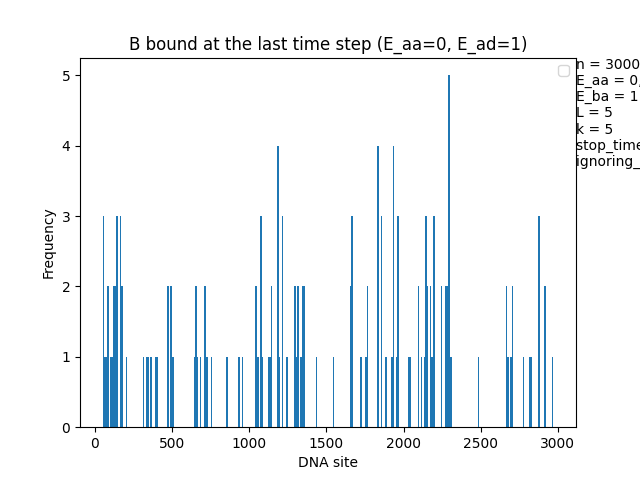 B bound at the last time step (E_aa=0, E_ad=1)
n = 3000
E_aa = 0,
E_ba = 1
L = 5
k = 5
stop_time
ignoring_
Frequency
5
4
3
2
1
0
0 500 1000 1500 2000 2500 3000
DNA site